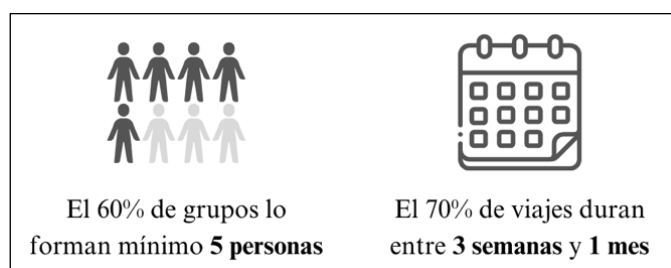 El 60% de grupos lo
forman mínimo 5 personas
El 70% de viajes duran
entre 3 semanas y 1 mes